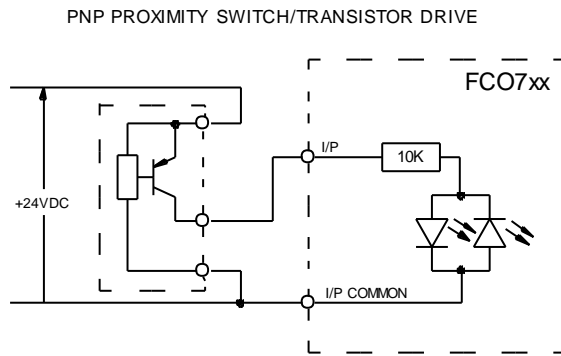 PNP PROXIMITY SWITCH/TRANSISTOR DRIVE
FCO7xx
I/P
10K
+24VDC
I/P COMMON